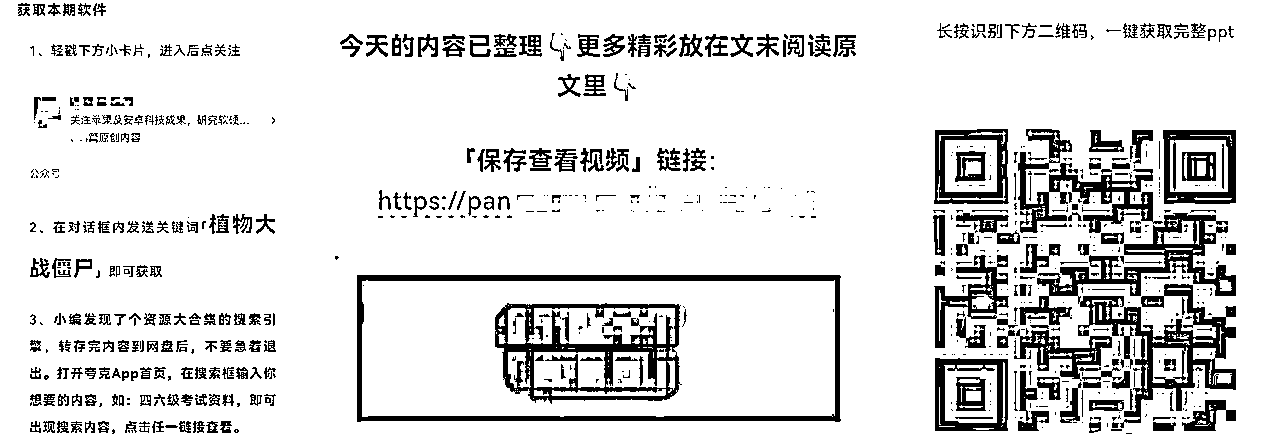 获取本期软件
1、轻戳下方小卡片，进入后点关注
关注苹果及安卓科技成果，研究软硬...
篇原创内容
公众号
2、在对话框内发送关键词「植物大
战僵尸」即可获取
3、小编发现了个资源大合集的搜索引
擎，转存完内容到网盘后，不要急着退
出。打开夸克App首页，在搜索框输入你
想要的内容，如：四六级考试资料，即可
出现搜索内容，点击任一链接查看。
今天的内容已整理👇更多精彩放在文末阅读原
文里👇
「保存查看视频」链接：
https://pan
长按识别下方二维码，一键获取完整ppt